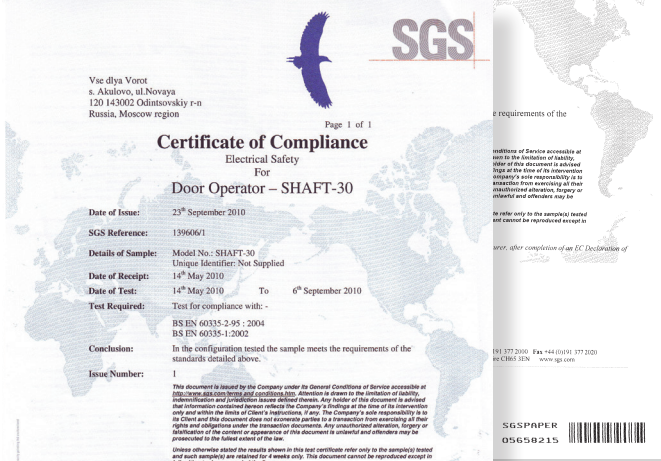 SGS
Vse dlya Vorot
s. Akulovo, ul.Novaya
120 143002 Odintsovskiy r-n
Russia, Moscow region
Page 1 of 1
Certificate of Compliance
Electrical Safety
For
Door Operator – SHAFT-30
Date of Issue: 23th September 2010
SGS Reference: 139606/1
Details of Sample: Model No.: SHAFT-30
Unique Identifier: Not Supplied
Date of Receipt: 14th May 2010
Date of Test: 14th May 2010 To 6th September 2010
Test Required: Test for compliance with: -
BS EN 60335-2-95 : 2004
BS EN 60335-1:2002
Conclusion: In the configuration tested the sample meets the requirements of the
standards detailed above.
Issue Number: 1
This document is issued by the Company under its General Conditions of Service accessible at
http://www.sgs.com/terms and conditions.htm. Attention is drawn to the limitation of liability,
indemnification and jurisdiction issues defined therein. Any holder of this document is advised
that information contained hereon reflects the Company's findings at the time of its intervention
only and within the limits of Client's instructions, if any. The Company's sole responsibility is to
its Client and this document does not exonerate parties to a transaction from exercising all their
rights and obligations under the transaction documents. Any unauthorized alteration, forgery or
falsification of the content or appearance of this document is unlawful and offenders may be
prosecuted to the fullest extent of the law.
Unless otherwise stated the results shown in this test certificate refer only to the sample(s) tested
and such sample(s) are retained for 4 weeks only. This document cannot be reproduced except in
e requirements of the
onditions of Service accessible at
awn to the limitation of liability,
older of this document is advised
ings at the time of its intervention
ompany's sole responsibility is to
ransaction from exercising all their
unauthorized alteration, forgery or
nlawful and offenders may be
te refer only to the sample(s) tested
ent cannot be reproduced except in
urer, after completion of an EC Declaration of
191 377 2000 Fax +44 (0)191 377 2020
re CH65 3EN www.sgs.com
SGSPAPER
05658215